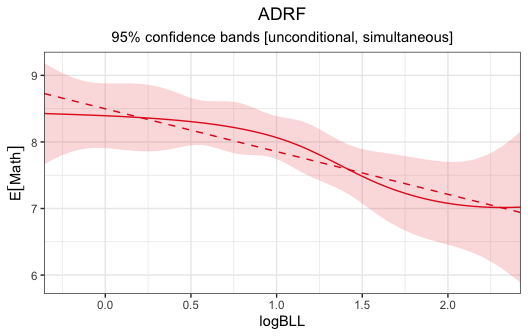 ADRF
95% confidence bands [unconditional, simultaneous]
9
8
7
6
E[Math]
0.0 0.5 1.0 1.5 2.0
logBLL